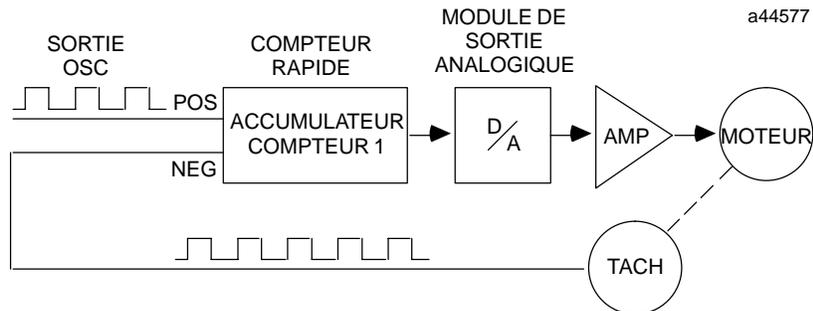 a44577
SORTIE
OSC
COMPTEUR
RAPIDE
MODULE DE
SORTIE
ANALOGIQUE
POS
NEG
ACCUMULATEUR
COMPTEUR 1
D/A
AMP
MOTEUR
TACH